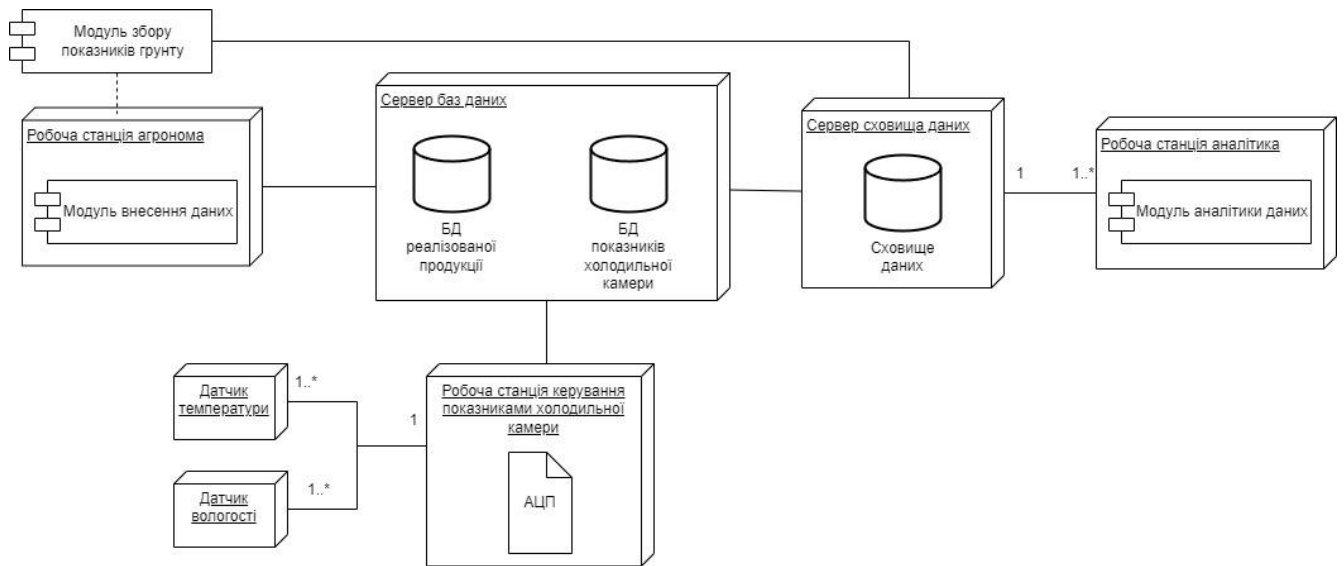 Модуль збору
показників грунту
Сервер баз даних
Робоча станція агронома
Модуль внесення даних
БД
реалізованої
продукції
БД
показників
холодильної
камери
Сервер сховища даних
Сховище
даних
1
1..*
Робоча станція аналітика
Модуль аналітики даних
Датчик
температури
1..*
Датчик
вологості
1..*
1
Робоча станція керування
показниками холодильної
камери
АЦП